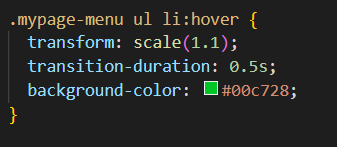 .mypage-menu ul li:hover {
transform: scale(1.1);
transition-duration: 0.5s;
background-color: #00c728;
}